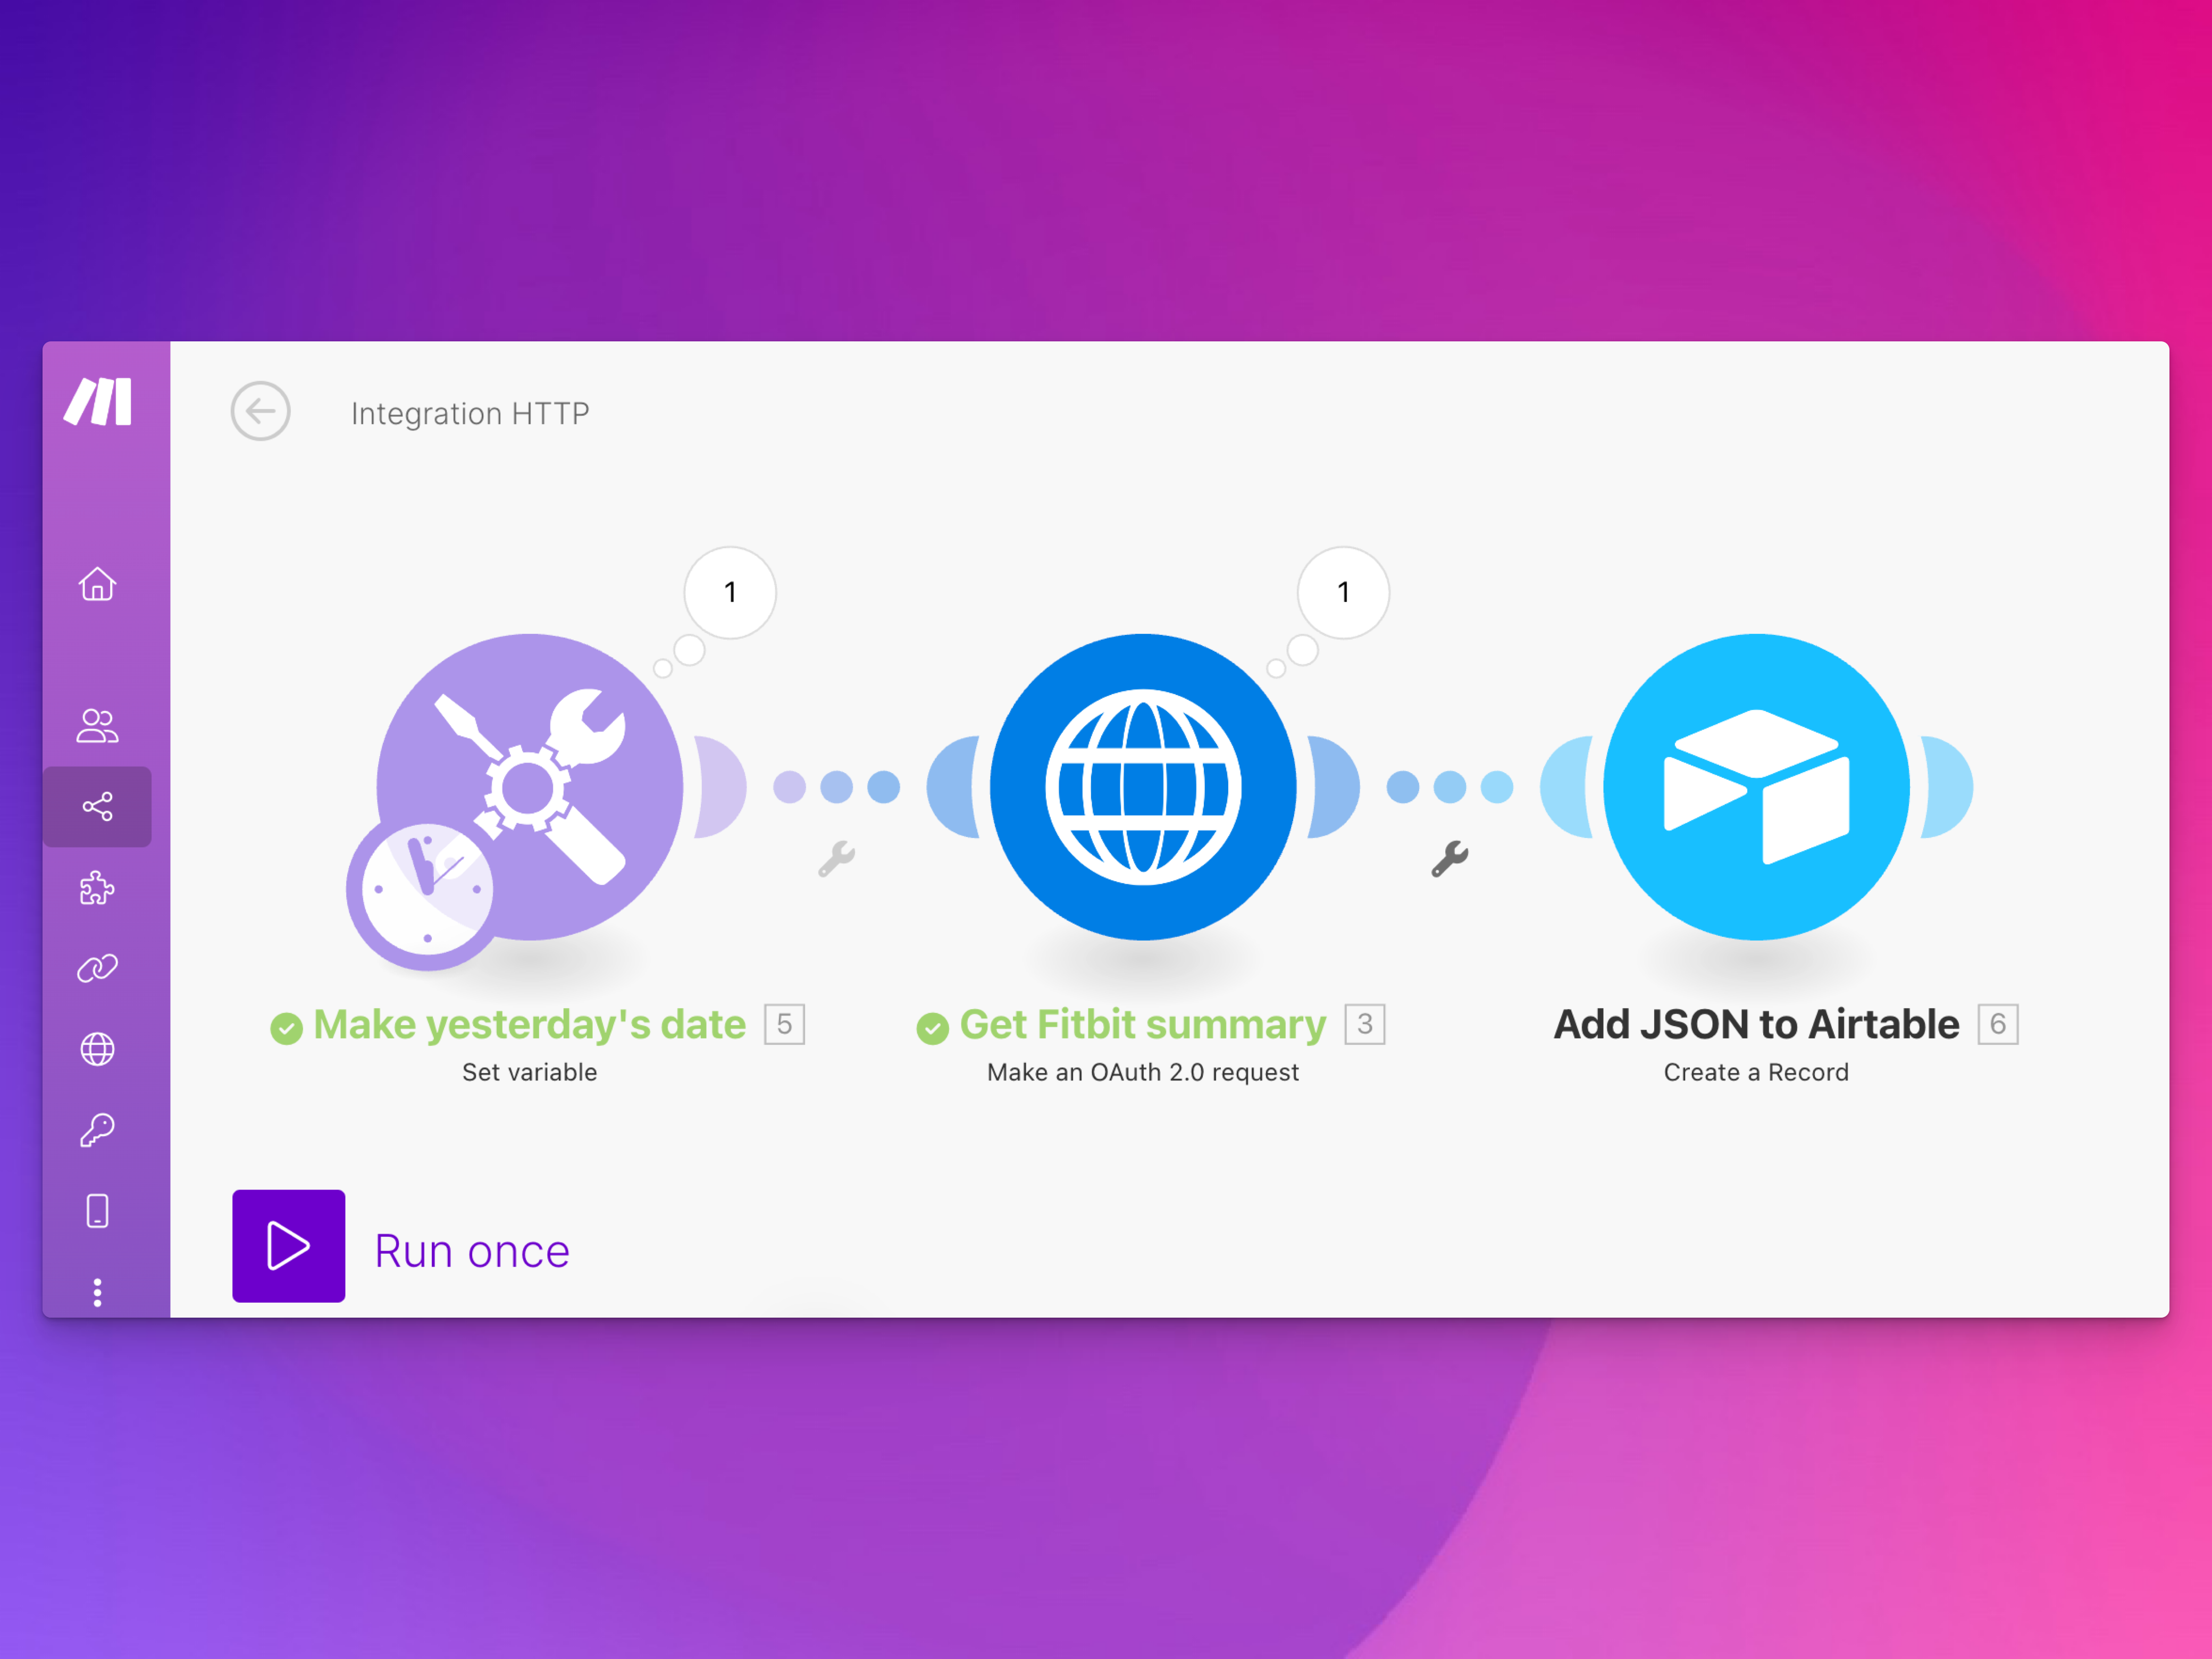 Integration HTTP
1
1
Make yesterday's date 5
Set variable
Get Fitbit summary 3
Make an OAuth 2.0 request
Add JSON to Airtable 6
Create a Record
Run once